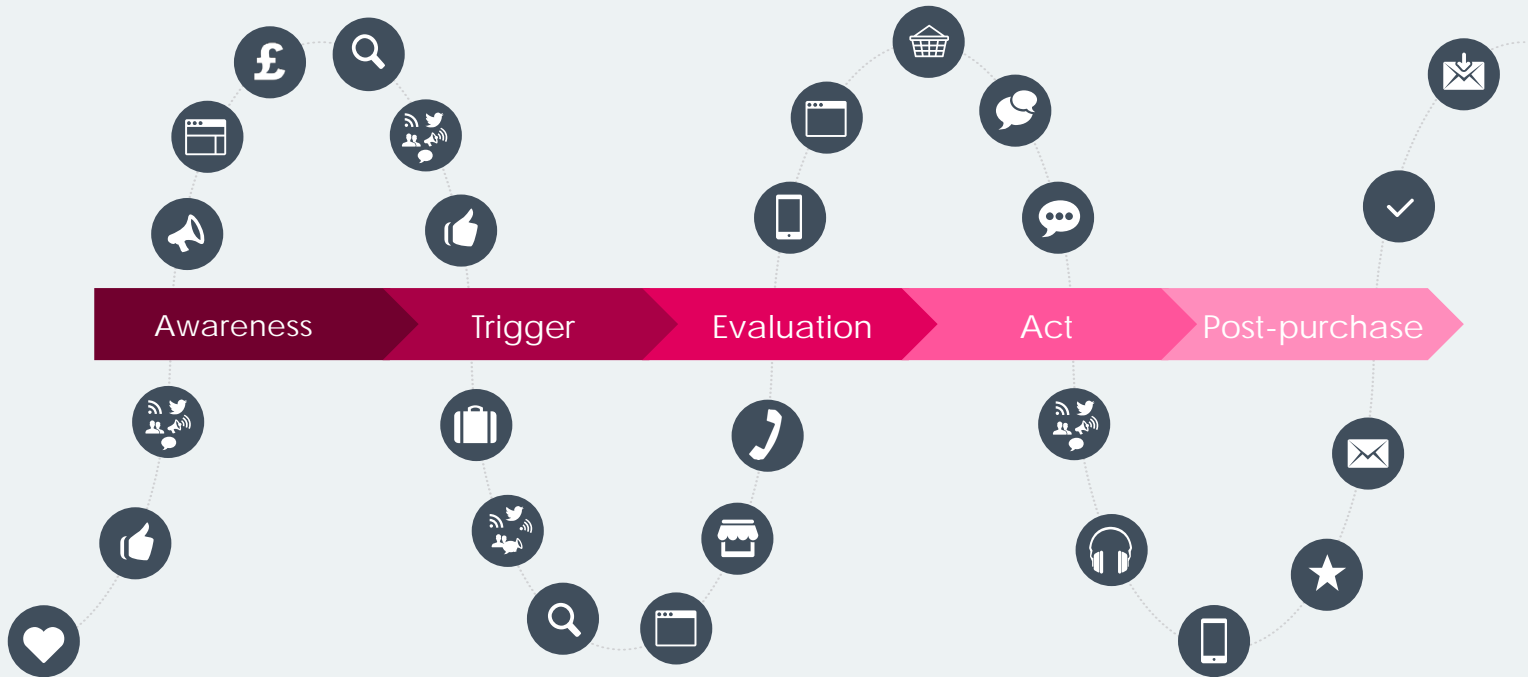 £
Awareness
Trigger
Evaluation
Act
Post-purchase